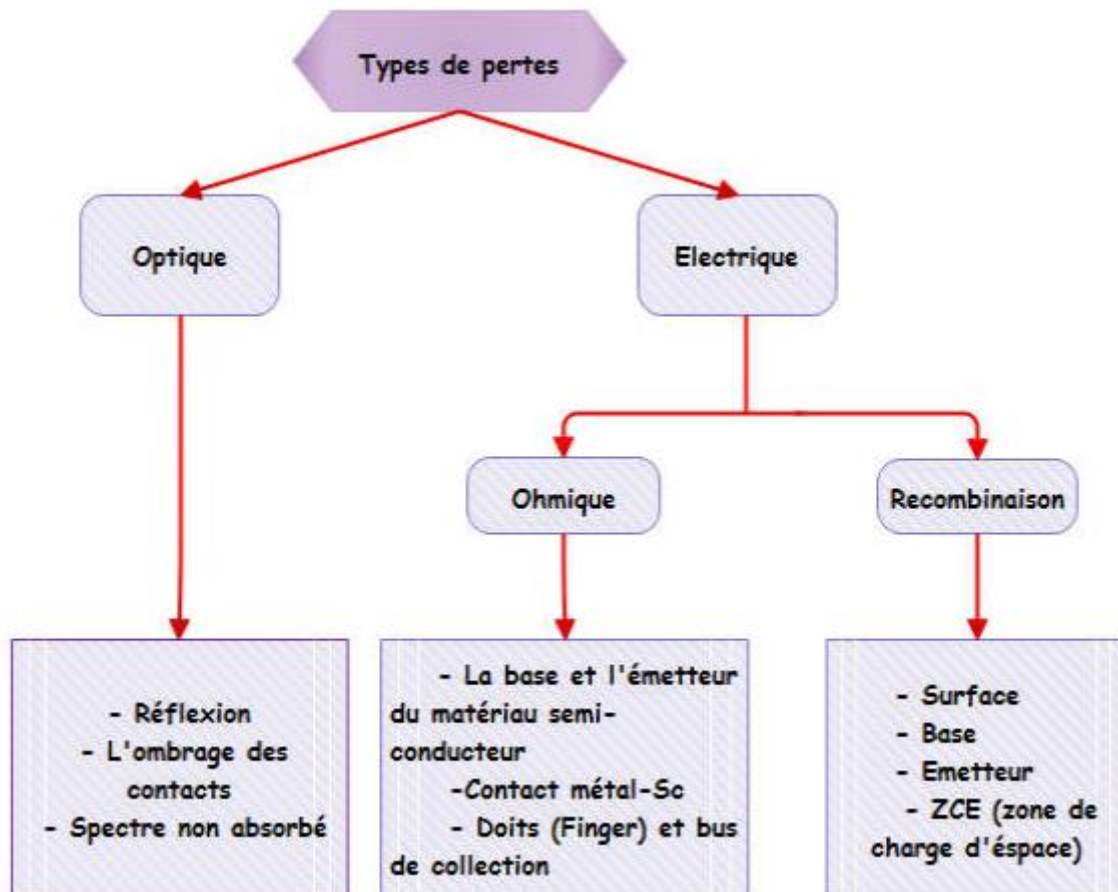 Types de pertes
Optique
Electrique
Ohmique
Recombinaison
- Réflexion
- L'ombrage des
contacts
- Spectre non absorbé
- La base et l'émetteur
du matèriau semi-
conducteur
-Contact métal-Sc
- Doits (Finger) et bus
de collection
- Surface
- Base
- Emetteur
- ZCE (zone de
charge d'éspace)